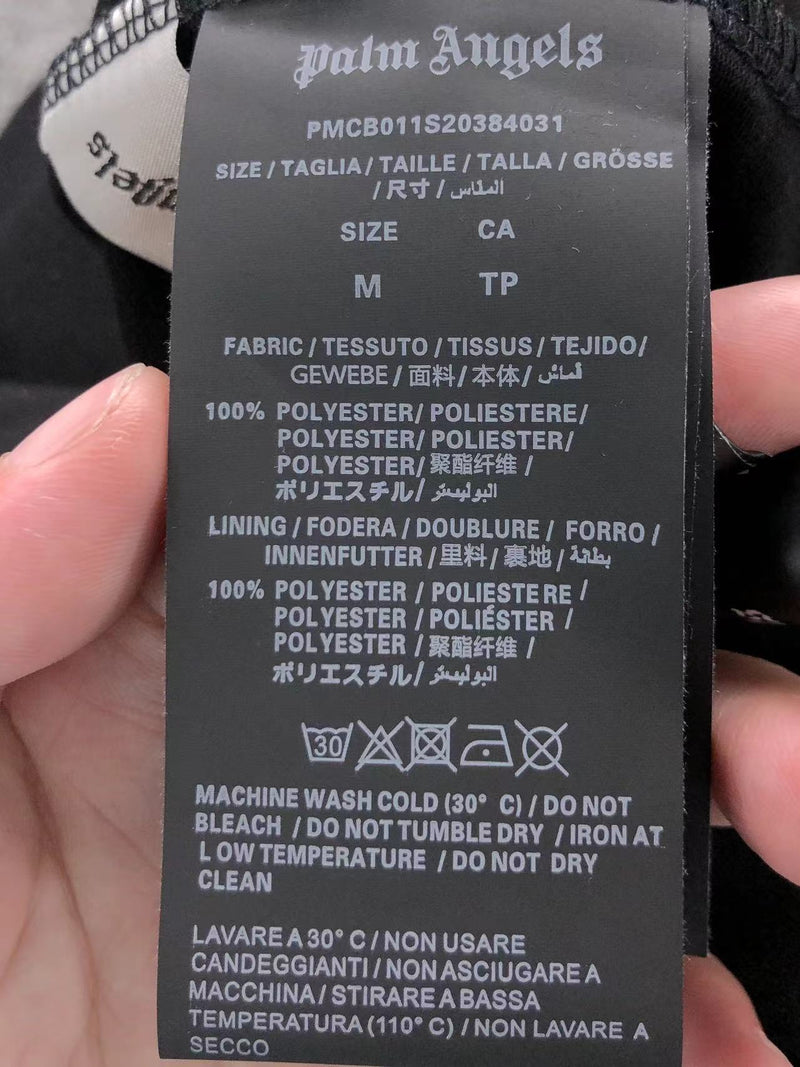 Palm Angels
PMCB011S20384031
SIZE / TAGLIA / TAILLE / TALLA / GRÖSSE
/ 尺寸 / المقاس
SIZE CA
M TP
FABRIC / TESSUTO / TISSUS / TEJIDO/
GEWEBE / 面料/ 本体/ قماش
100% POLYESTER/ POLIESTERE/
POLYESTER/ POLIESTER/
POLYESTER/ 聚酯纤维 /
ポリエスチル/ البوليستر
LINING / FODERA / DOUBLURE / FORRO /
INNENFUTTER / 里料/ 裏地 / بطانة
100% POLYESTER / POLIESTERE /
POLYESTER / POLIÉSTER /
POLYESTER / 聚酯纤维 /
ポリエスチル/ البوليستر
30
MACHINE WASH COLD (30° C) / DO NOT
BLEACH / DO NOT TUMBLE DRY / IRON AT
LOW TEMPERATURE / DO NOT DRY
CLEAN
LAVARE A 30° C / NON USARE
CANDEGGIANTI / NON ASCIUGARE A
MACCHINA / STIRARE A BASSA
TEMPERATURA (110° C) / NON LAVARE A
SECCO